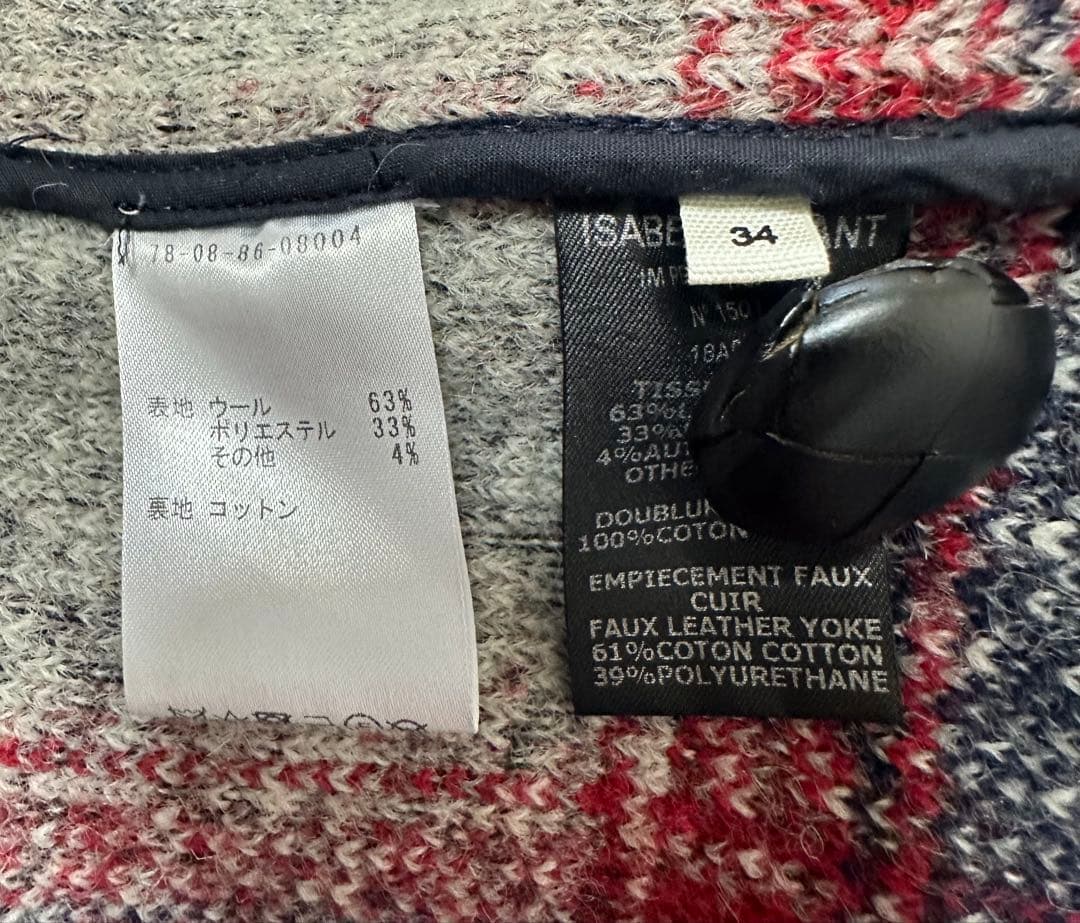 78-08-86-08004
表地 ウール 63%
ポリエステル 33%
その他 4%
裏地 コットン
34
N°150
TISS
63%
33%
4%AUT
OTHE
DOUBLU
100%COTON
EMPIECEMENT FAUX
CUIR
FAUX LEATHER YOKE
61%COTON COTTON
39%POLYURETHANE